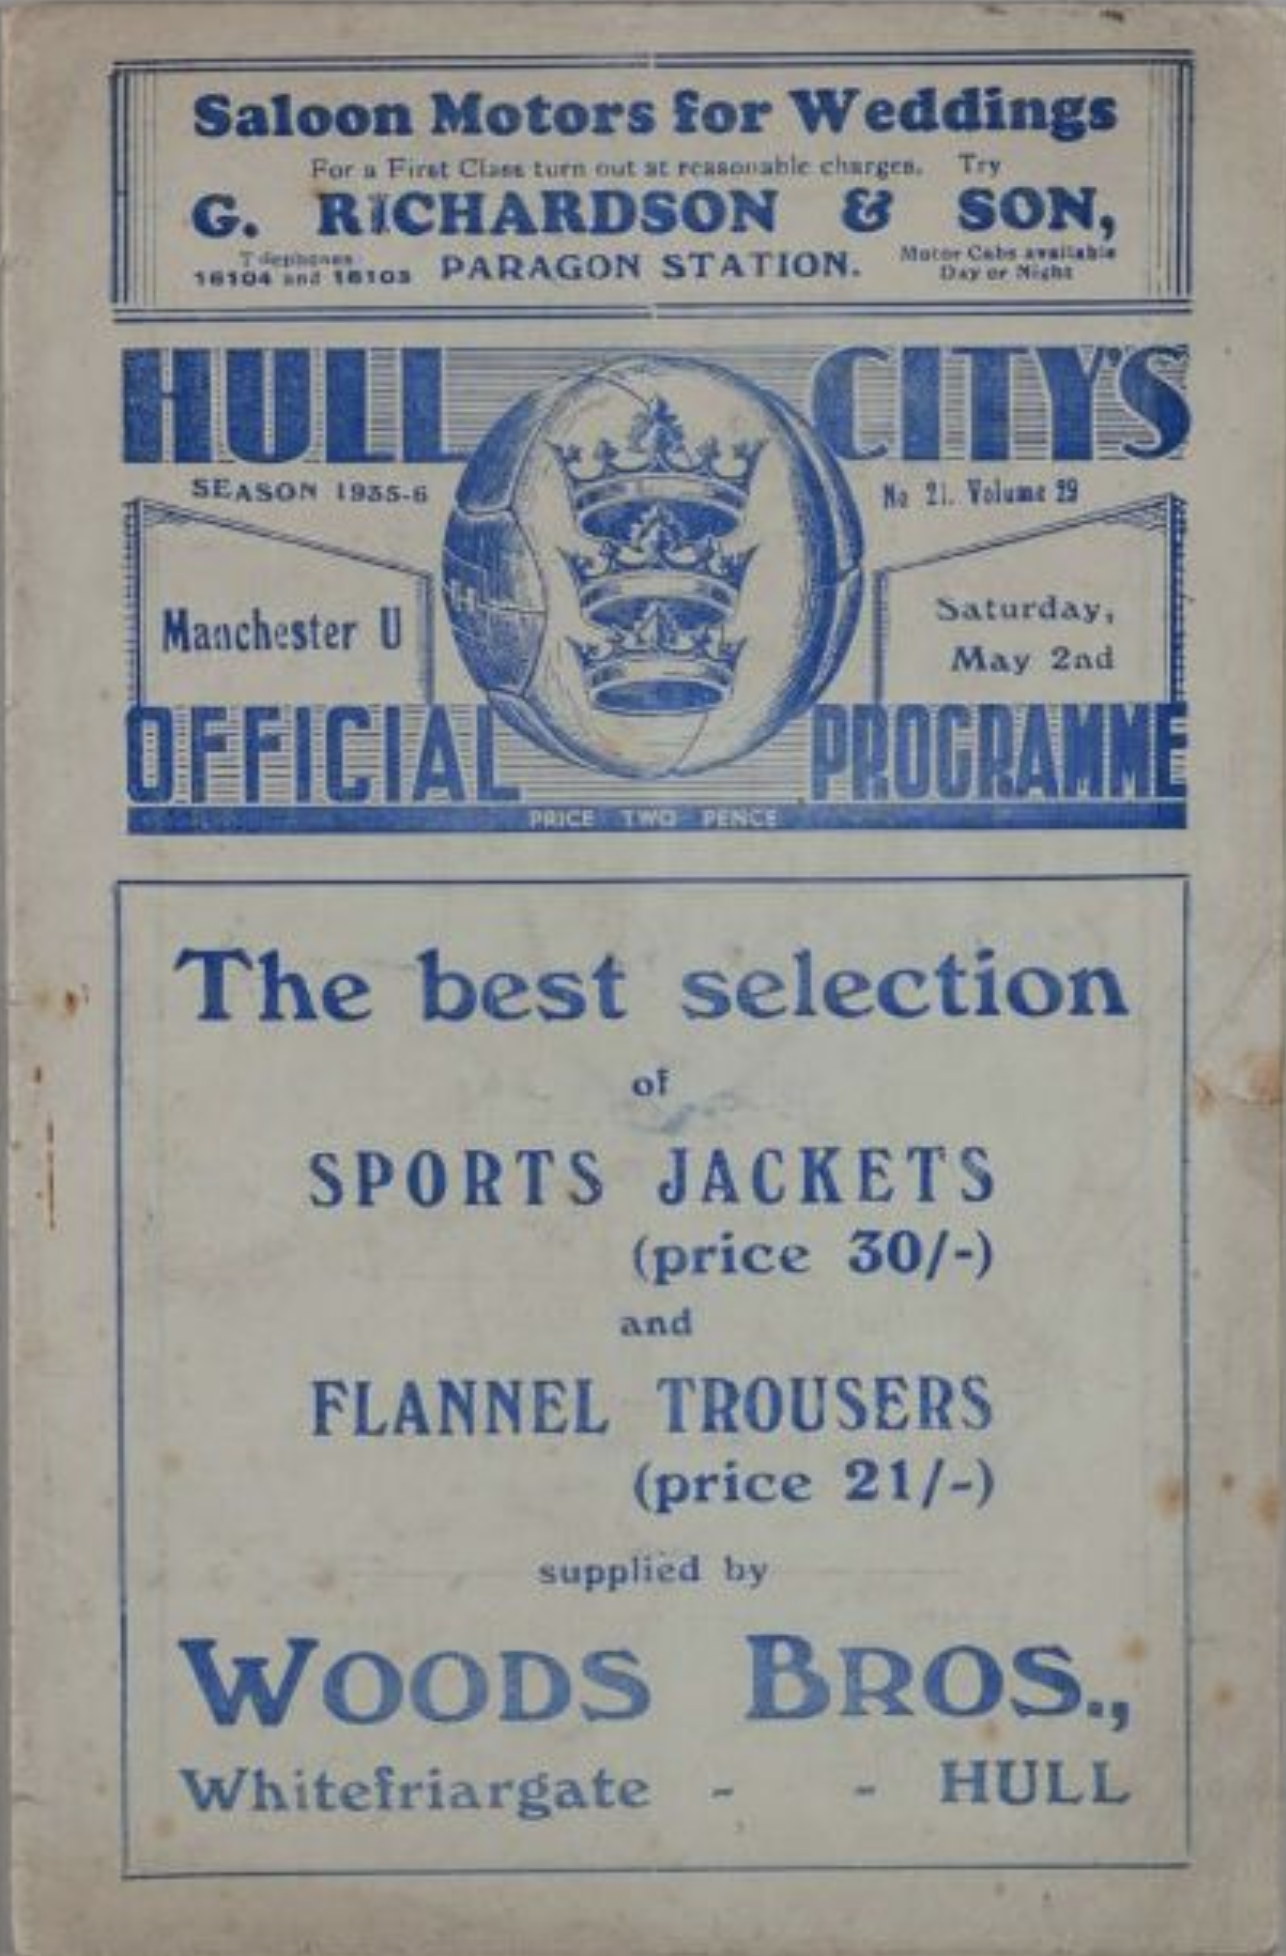 Saloon Motors for Weddings
For a First Class turn out at reasonable charges. Try
G. RICHARDSON & SON,
Telephones
16104 and 16103
PARAGON STATION.
Motor Cabs available
Day or Night
HULL CITY'S
SEASON 1935-6
No 21. Volume 29
Manchester U
Saturday,
May 2nd
OFFICIAL PROGRAMME
PRICE TWO PENCE
The best selection
of
SPORTS JACKETS
(price 30/-)
and
FLANNEL TROUSERS
(price 21/-)
supplied by
WOODS BROS.,
Whitefriargate - - HULL